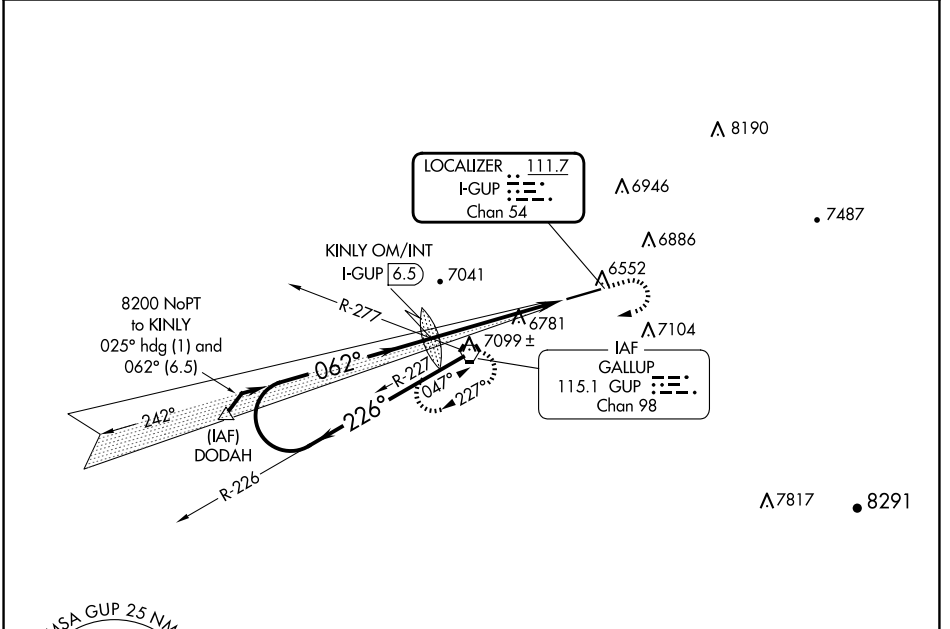 8190
LOCALIZER 111.7
I-GUP
Chan 54
6946
7487
6886
KINLY OM/INT
I-GUP 6.5
7041
6552
8200 NoPT
to KINLY
025° hdg (1) and
062° (6.5)
R-277
6781
7104
7099 ±
062°
IAF
GALLUP
115.1 GUP
Chan 98
R-227
047°
227°
242°
226°
(IAF)
DODAH
R-226
7817
8291
MSA GUP 25 NM